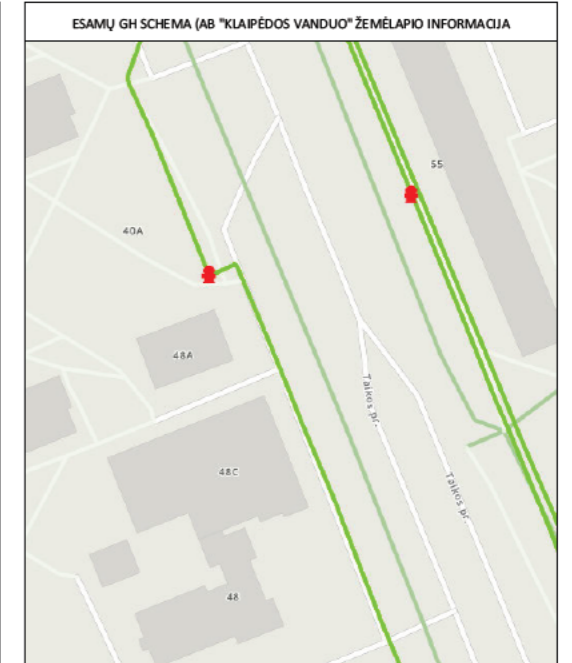 ESAMŲ GH SCHEMA (AB "KLAIPĖDOS VANDUO" ŽEMĖLAPIO INFORMACIJA
55
40A
48A
Taikos pr.
48C
Taikos pr.
48